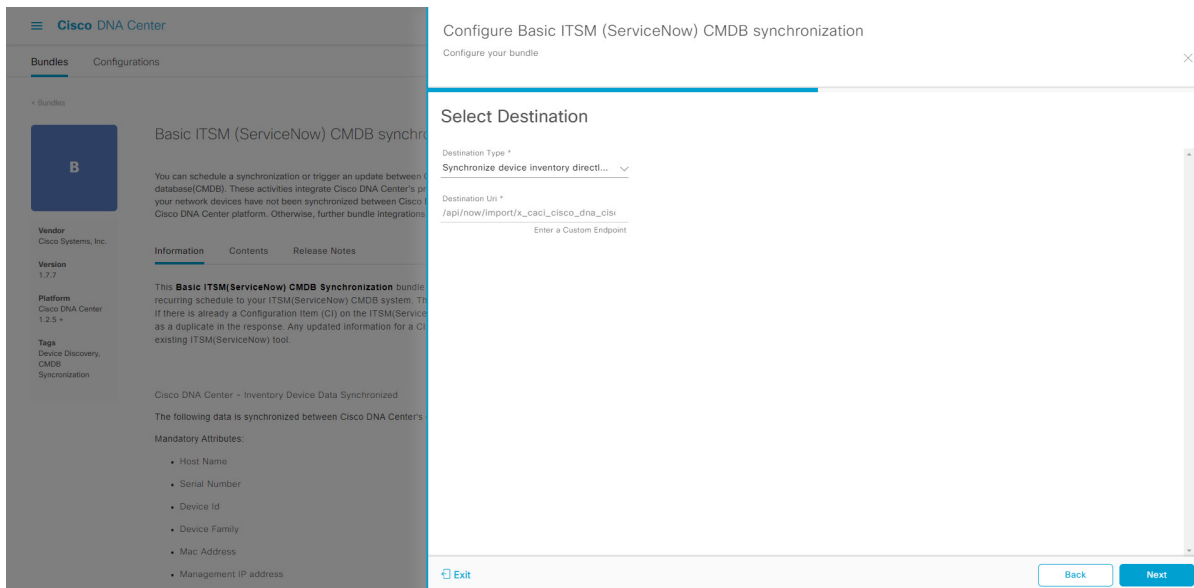 Cisco DNA Center
Bundles Configurations
< Bundles
B
Vendor
Cisco Systems, Inc.
Version
1.7.7
Platform
Cisco DNA Center
1.2.5 +
Tags
Device Discovery,
CMDB
Syncronization
Basic ITSM (ServiceNow) CMDB synchro
You can schedule a synchronization or trigger an update between
database(CMDB). These activities integrate Cisco DNA Center's pr
your network devices have not been synchronized between Cisco
Cisco DNA Center platform. Otherwise, further bundle integrations
Information Contents Release Notes
This Basic ITSM(ServiceNow) CMDB Synchronization bundle
recurring schedule to your ITSM(ServiceNow) CMDB system. Th
If there is already a Configuration Item (CI) on the ITSM(Service
as a duplicate in the response. Any updated information for a CI
existing ITSM(ServiceNow) tool.
Cisco DNA Center - Inventory Device Data Synchronized
The following data is synchronized between Cisco DNA Center's
Mandatory Attributes:
• Host Name
• Serial Number
• Device Id
• Device Family
• Mac Address
• Management IP address
Configure Basic ITSM (ServiceNow) CMDB synchronization
Configure your bundle
Select Destination
Destination Type *
Synchronize device inventory directl...
Destination Uri *
/api/now/import/x_caci_cisco_dna_cis
Enter a Custom Endpoint
Exit
Back
Next